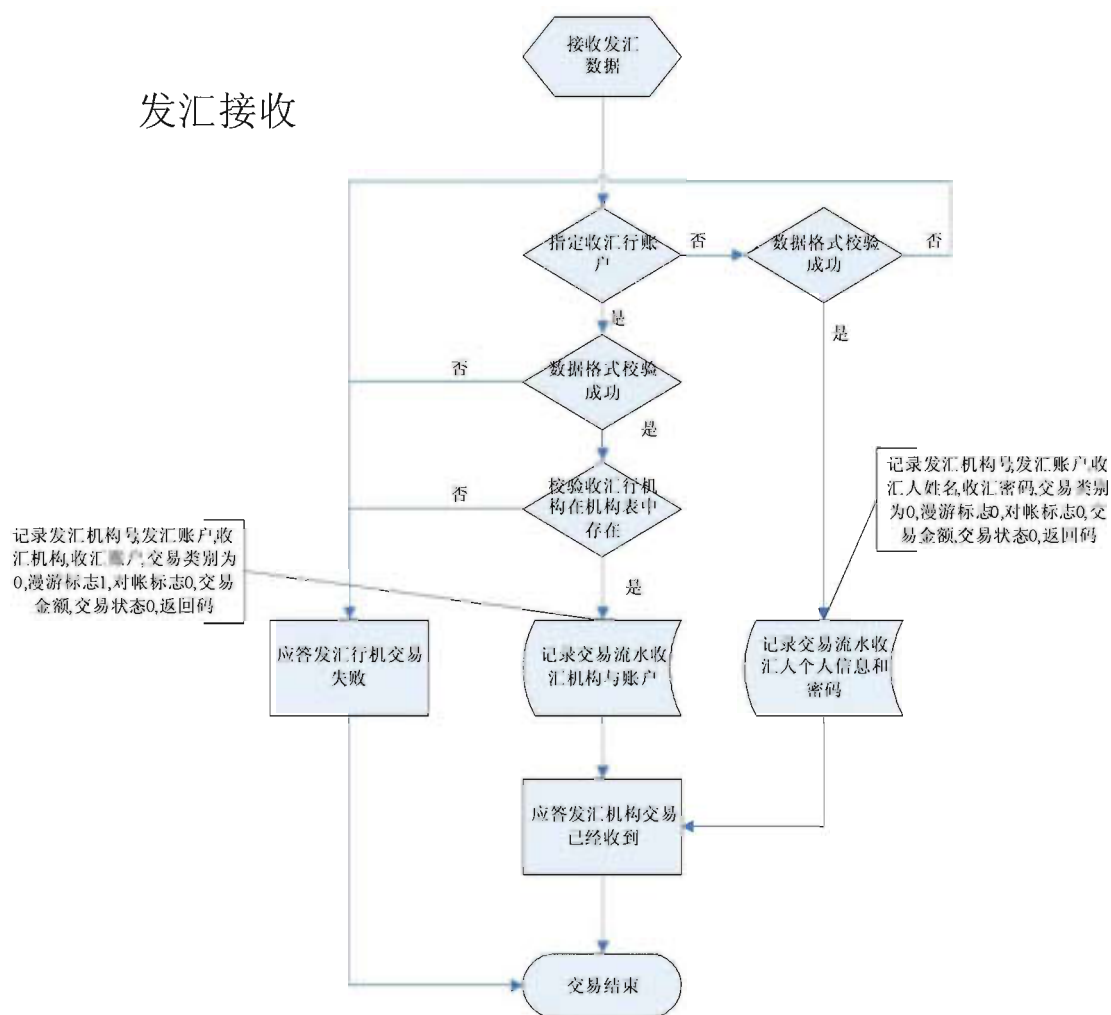 接收发汇
数据
发汇接收
指定收汇行账
户
否
数据格式校验
成功
否
是
是
否
数据格式校验
成功
是
否
校验收汇行机
构在机构表中
存在
是
记录发汇机构号,发汇账户,收
汇人姓名,收汇密码,交易类别
为0,漫游标志0,对帐标志0,交
易金额,交易状态0,返回码
记录发汇机构号,发汇账户,收
汇机构,收汇账户,交易类别为
0,漫游标志1,对帐标志0,交易
金额,交易状态0,返回码
应答发汇行机交易
失败
记录交易流水收
汇机构与账户
记录交易流水收
汇人个人信息和
密码
应答发汇机构交易
已经收到
交易结束